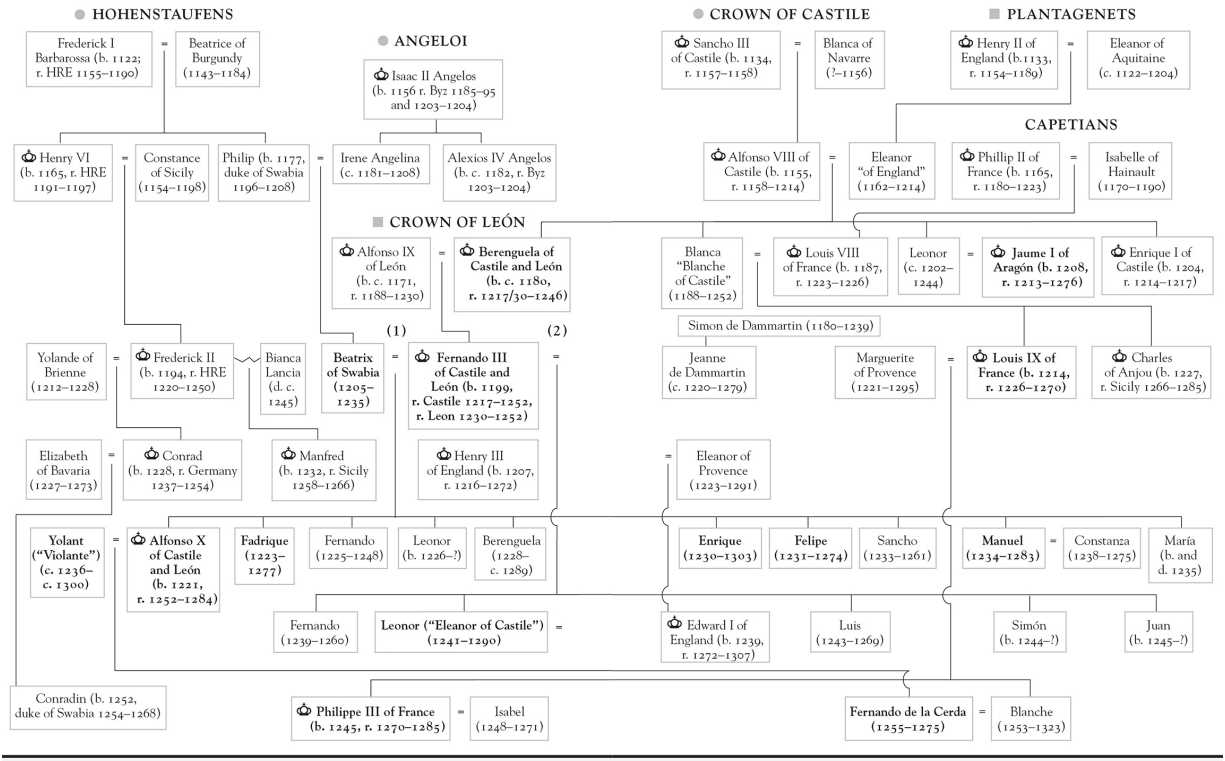 HOHENSTAUFENS
Frederick I
Barbarossa (b. 1122;
r. HRE 1155–1190)
=
Beatrice of
Burgundy
(1143–1184)
ANGELOI
Isaac II Angelos
(b. 1156 r. Byz 1185–95
and 1203–1204)
CROWN OF CASTILE
Sancho III
of Castile (b. 1134,
r. 1157–1158)
=
Blanca of
Navarre
(?–1156)
PLANTAGENETS
Henry II of
England (b.1133,
r. 1154–1189)
=
Eleanor of
Aquitaine
(c. 1122–1204)
Henry VI
(b. 1165, r. HRE
1191–1197)
=
Constance
of Sicily
(1154–1198)
Philip (b. 1177,
duke of Swabia
1196–1208)
=
Irene Angelina
(c. 1181–1208)
Alexios IV Angelos
(b. c. 1182, r. Byz
1203–1204)
Alfonso VIII of
Castile (b. 1155,
r. 1158–1214)
=
Eleanor
"of England"
(1162–1214)
CAPETIANS
Phillip II of
France (b. 1165,
r. 1180–1223)
=
Isabelle of
Hainault
(1170–1190)
CROWN OF LEÓN
Alfonso IX
of León
(b. c. 1171,
r. 1188–1230)
=
Berenguela of
Castile and León
(b. c. 1180,
r. 1217/30–1246)
Blanca
"Blanche
of Castile"
(1188–1252)
=
Louis VIII
of France (b. 1187,
r. 1223–1226)
Leonor
(c. 1202–
1244)
=
Jaume I of
Aragón (b. 1208,
r. 1213–1276)
Enrique I of
Castile (b. 1204,
r. 1214–1217)
Yolande of
Brienne
(1212–1228)
=
Frederick II
(b. 1194, r. HRE
1220–1250)
Bianca
Lancia
(d. c.
1245)
Beatrix
of Swabia
(1205–
1235)
(1)
=
Fernando III
of Castile and
León (b. 1199,
r. Castile 1217–1252,
r. Leon 1230–1252)
(2)
=
Simon de Dammartin (1180–1239)
Jeanne
de Dammartin
(c. 1220–1279)
Marguerite
of Provence
(1221–1295)
=
Louis IX of
France (b. 1214,
r. 1226–1270)
Charles
of Anjou (b. 1227,
r. Sicily 1266–1285)
Elizabeth
of Bavaria
(1227–1273)
=
Conrad
(b. 1228, r. Germany
1237–1254)
Manfred
(b. 1232, r. Sicily
1258–1266)
Henry III
of England (b. 1207,
r. 1216–1272)
=
Eleanor of
Provence
(1223–1291)
Yolant
("Violante")
(c. 1236–
c. 1300)
=
Alfonso X
of Castile
and León
(b. 1221,
r. 1252–1284)
Fadrique
(1223–
1277)
Fernando
(1225–1248)
Leonor
(b. 1226–?)
Berenguela
(1228–
c. 1289)
Enrique
(1230–1303)
Felipe
(1231–1274)
Sancho
(1233–1261)
Manuel
(1234–1283)
=
Constanza
(1238–1275)
María
(b. and
d. 1235)
Fernando
(1239–1260)
Leonor ("Eleanor of Castile")
(1241–1290)
=
Edward I of
England (b. 1239,
r. 1272–1307)
Luis
(1243–1269)
Simón
(b. 1244–?)
Juan
(b. 1245–?)
Conradin (b. 1252,
duke of Swabia 1254–1268)
Philippe III of France
(b. 1245, r. 1270–1285)
=
Isabel
(1248–1271)
Fernando de la Cerda
(1255–1275)
=
Blanche
(1253–1323)